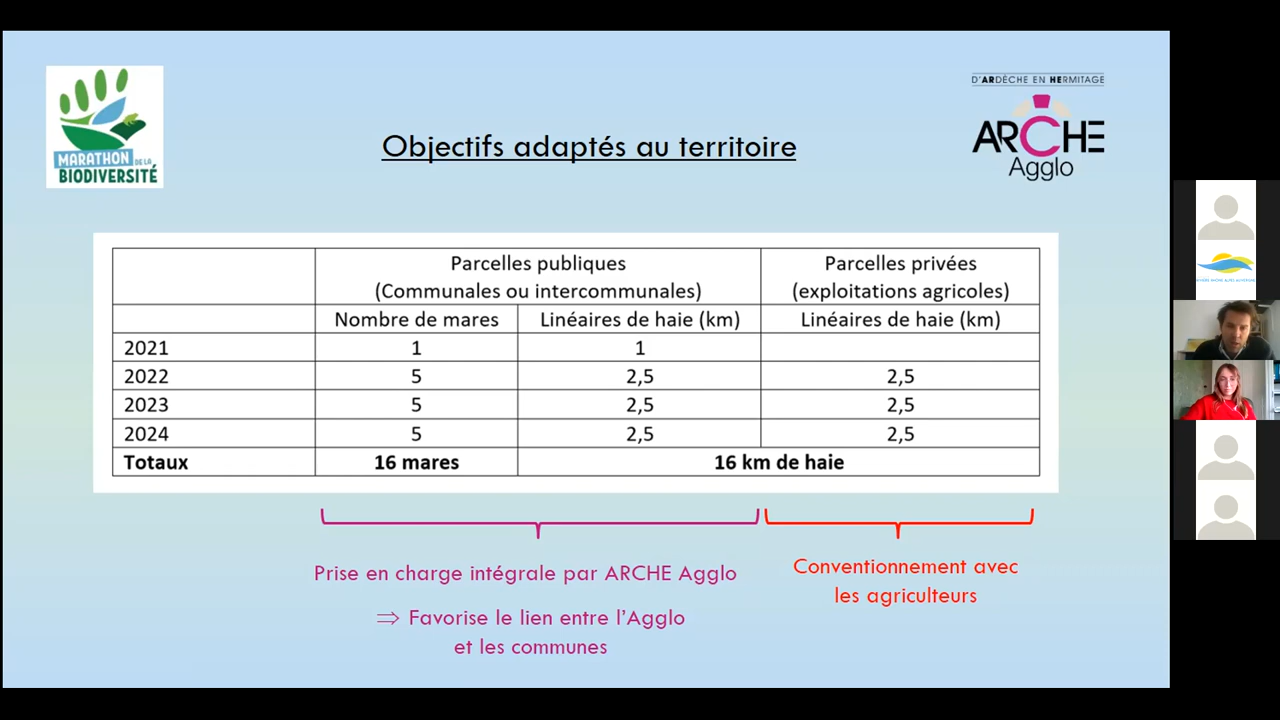 D'ARDÈCHE EN HERMITAGE
ARCHE
Agglo
MARATHON DE LA
BIODIVERSITÉ
Objectifs adaptés au territoire
Parcelles publiques
(Communales ou intercommunales)
Parcelles privées
(exploitations agricoles)
Nombre de mares Linéaires de haie (km) Linéaires de haie (km)
2021 1 1
2022 5 2,5 2,5
2023 5 2,5 2,5
2024 5 2,5 2,5
Totaux 16 mares 16 km de haie
Prise en charge intégrale par ARCHE Agglo
⇒ Favorise le lien entre l'Agglo
et les communes
Conventionnement avec
les agriculteurs